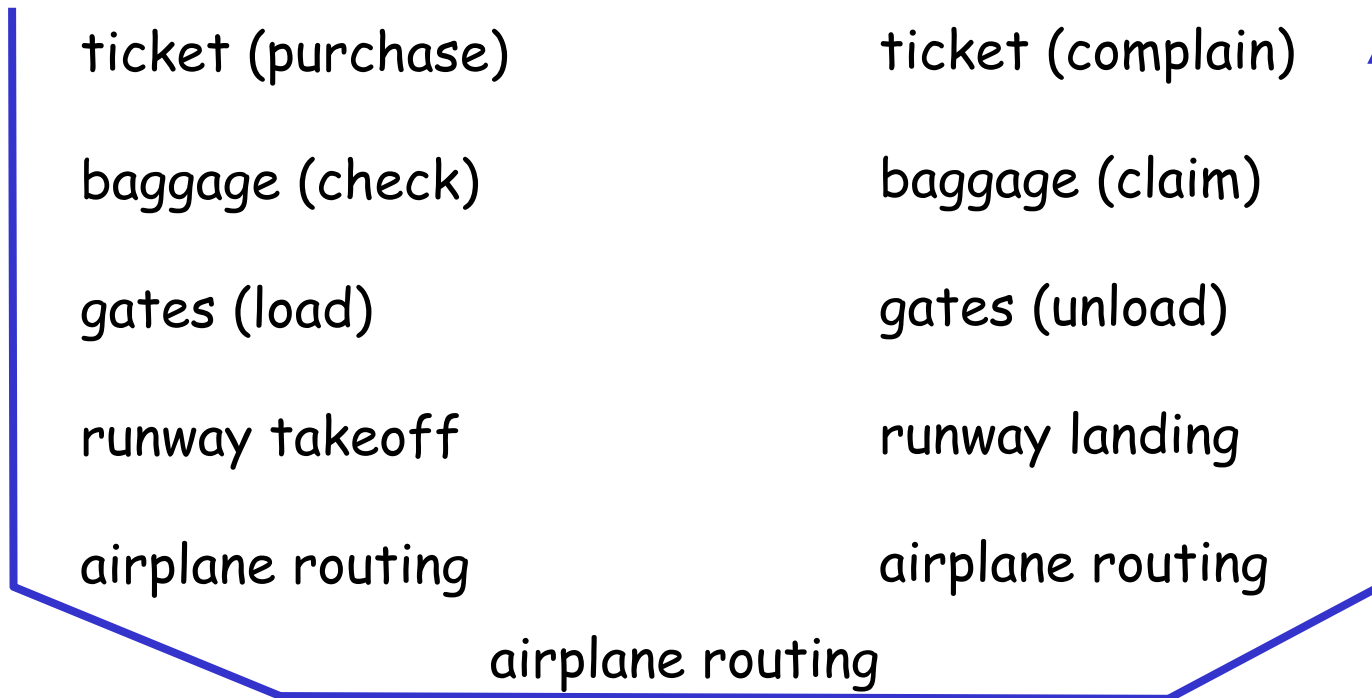 ticket (purchase)
baggage (check)
gates (load)
runway takeoff
airplane routing
ticket (complain)
baggage (claim)
gates (unload)
runway landing
airplane routing
airplane routing